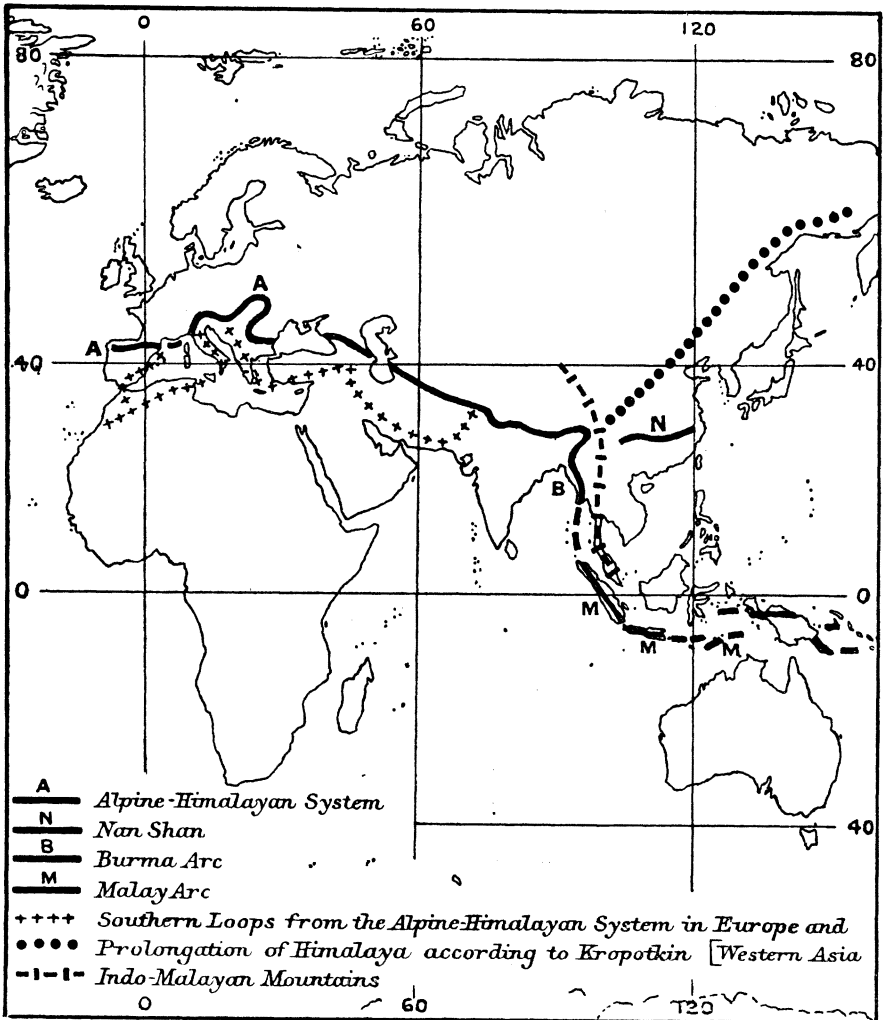 0 60 120
80 80
A
A
40 40
N
B
0 0
M
M M
A Alpine-Himalayan System
40
N Nan Shan
B Burma Arc
M Malay Arc
++++ Southern Loops from the Alpine-Himalayan System in Europe and
•••• Prolongation of Himalaya according to Kropotkin [Western Asia
Indo-Malayan Mountains
0 60 120